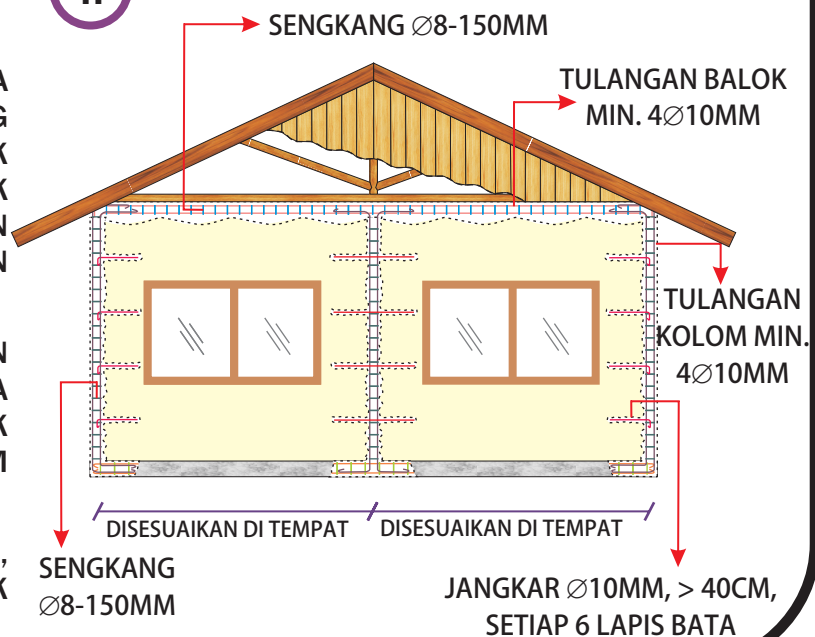 SENGKANG ∅8-150MM
TULANGAN BALOK
MIN. 4∅10MM
TULANGAN
KOLOM MIN.
4∅10MM
DISESUAIKAN DI TEMPAT
DISESUAIKAN DI TEMPAT
SENGKANG
∅8-150MM
JANGKAR ∅10MM, > 40CM,
SETIAP 6 LAPIS BATA